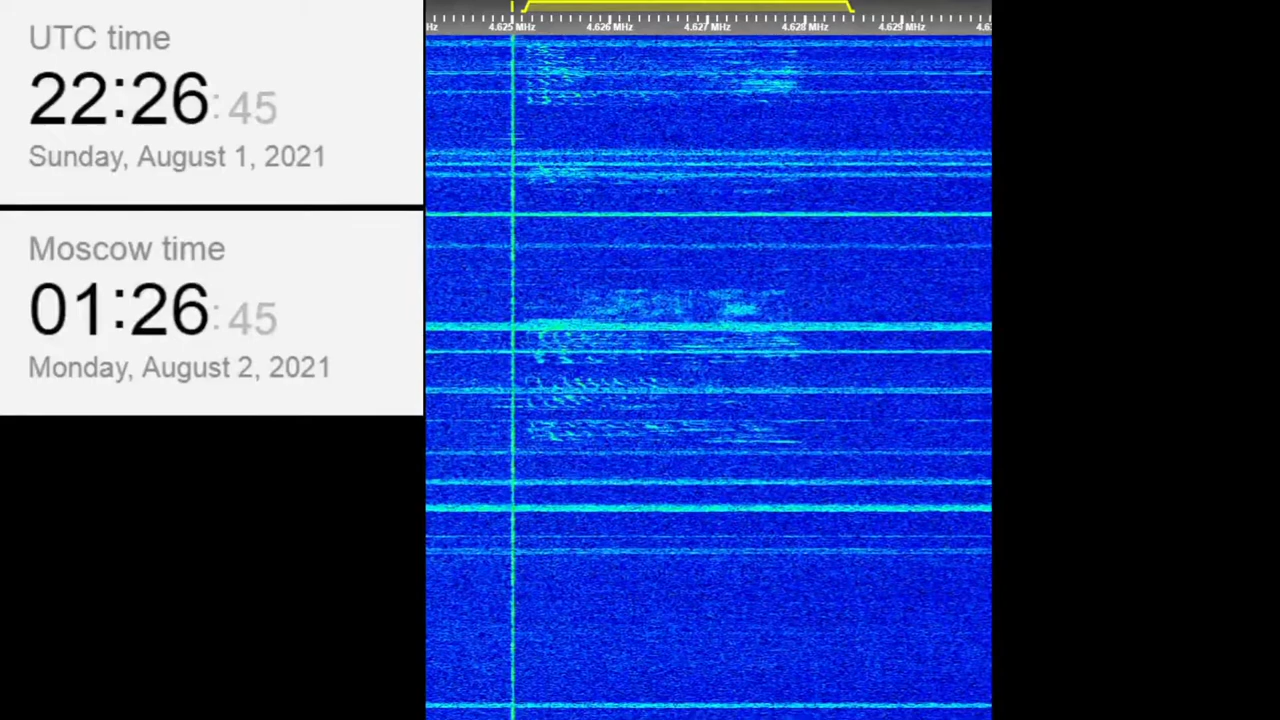 UTC time
22:26:45
Sunday, August 1, 2021
Moscow time
01:26:45
Monday, August 2, 2021
Hz 4.625 MHz 4.626 MHz 4.627 MHz 4.628 MHz 4.629 MHz